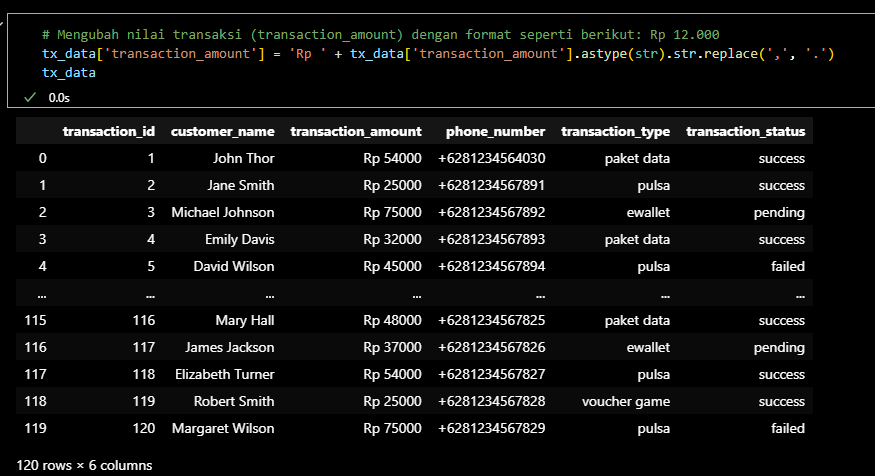 # Mengubah nilai transaksi (transaction_amount) dengan format seperti berikut: Rp 12.000
tx_data['transaction_amount'] = 'Rp ' + tx_data['transaction_amount'].astype(str).str.replace(',', '.')
tx_data
0.0s
transaction_id customer_name transaction_amount phone_number transaction_type transaction_status
0 1 John Thor Rp 54000 +6281234564030 paket data success
1 2 Jane Smith Rp 25000 +6281234567891 pulsa success
2 3 Michael Johnson Rp 75000 +6281234567892 ewallet pending
3 4 Emily Davis Rp 32000 +6281234567893 paket data success
4 5 David Wilson Rp 45000 +6281234567894 pulsa failed
... ... ... ... ... ... ...
115 116 Mary Hall Rp 48000 +6281234567825 paket data success
116 117 James Jackson Rp 37000 +6281234567826 ewallet pending
117 118 Elizabeth Turner Rp 54000 +6281234567827 pulsa success
118 119 Robert Smith Rp 25000 +6281234567828 voucher game success
119 120 Margaret Wilson Rp 75000 +6281234567829 pulsa failed
120 rows × 6 columns